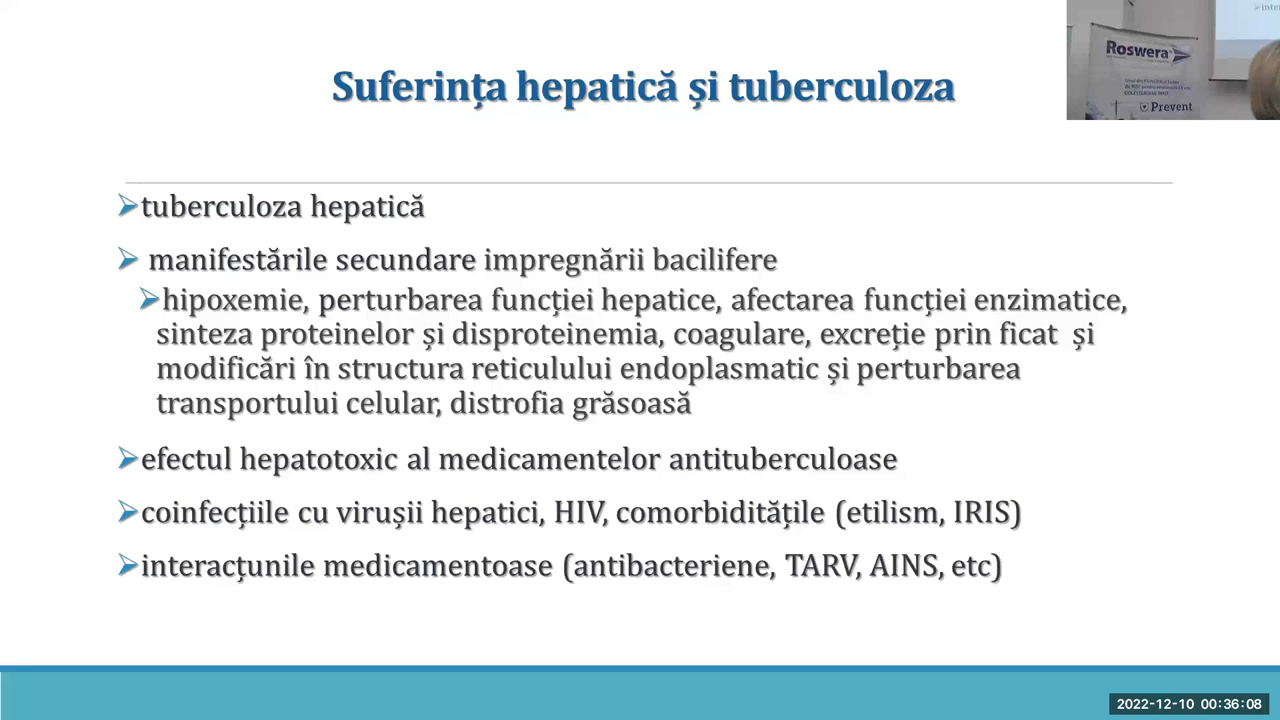 Suferința hepatică și tuberculoza
Roswera
Prevent
tuberculoza hepatică
manifestările secundare impregnării bacilifere
hipoxemie, perturbarea funcției hepatice, afectarea funcției enzimatice,
sinteza proteinelor și disproteinemia, coagulare, excreție prin ficat și
modificări în structura reticulului endoplasmatic și perturbarea
transportului celular, distrofia grăsoasă
efectul hepatotoxic al medicamentelor antituberculoase
coinfecțiile cu virușii hepatici, HIV, comorbiditățile (etilism, IRIS)
interacțunile medicamentoase (antibacteriene, TARV, AINS, etc)
2022-12-10 00:36:08